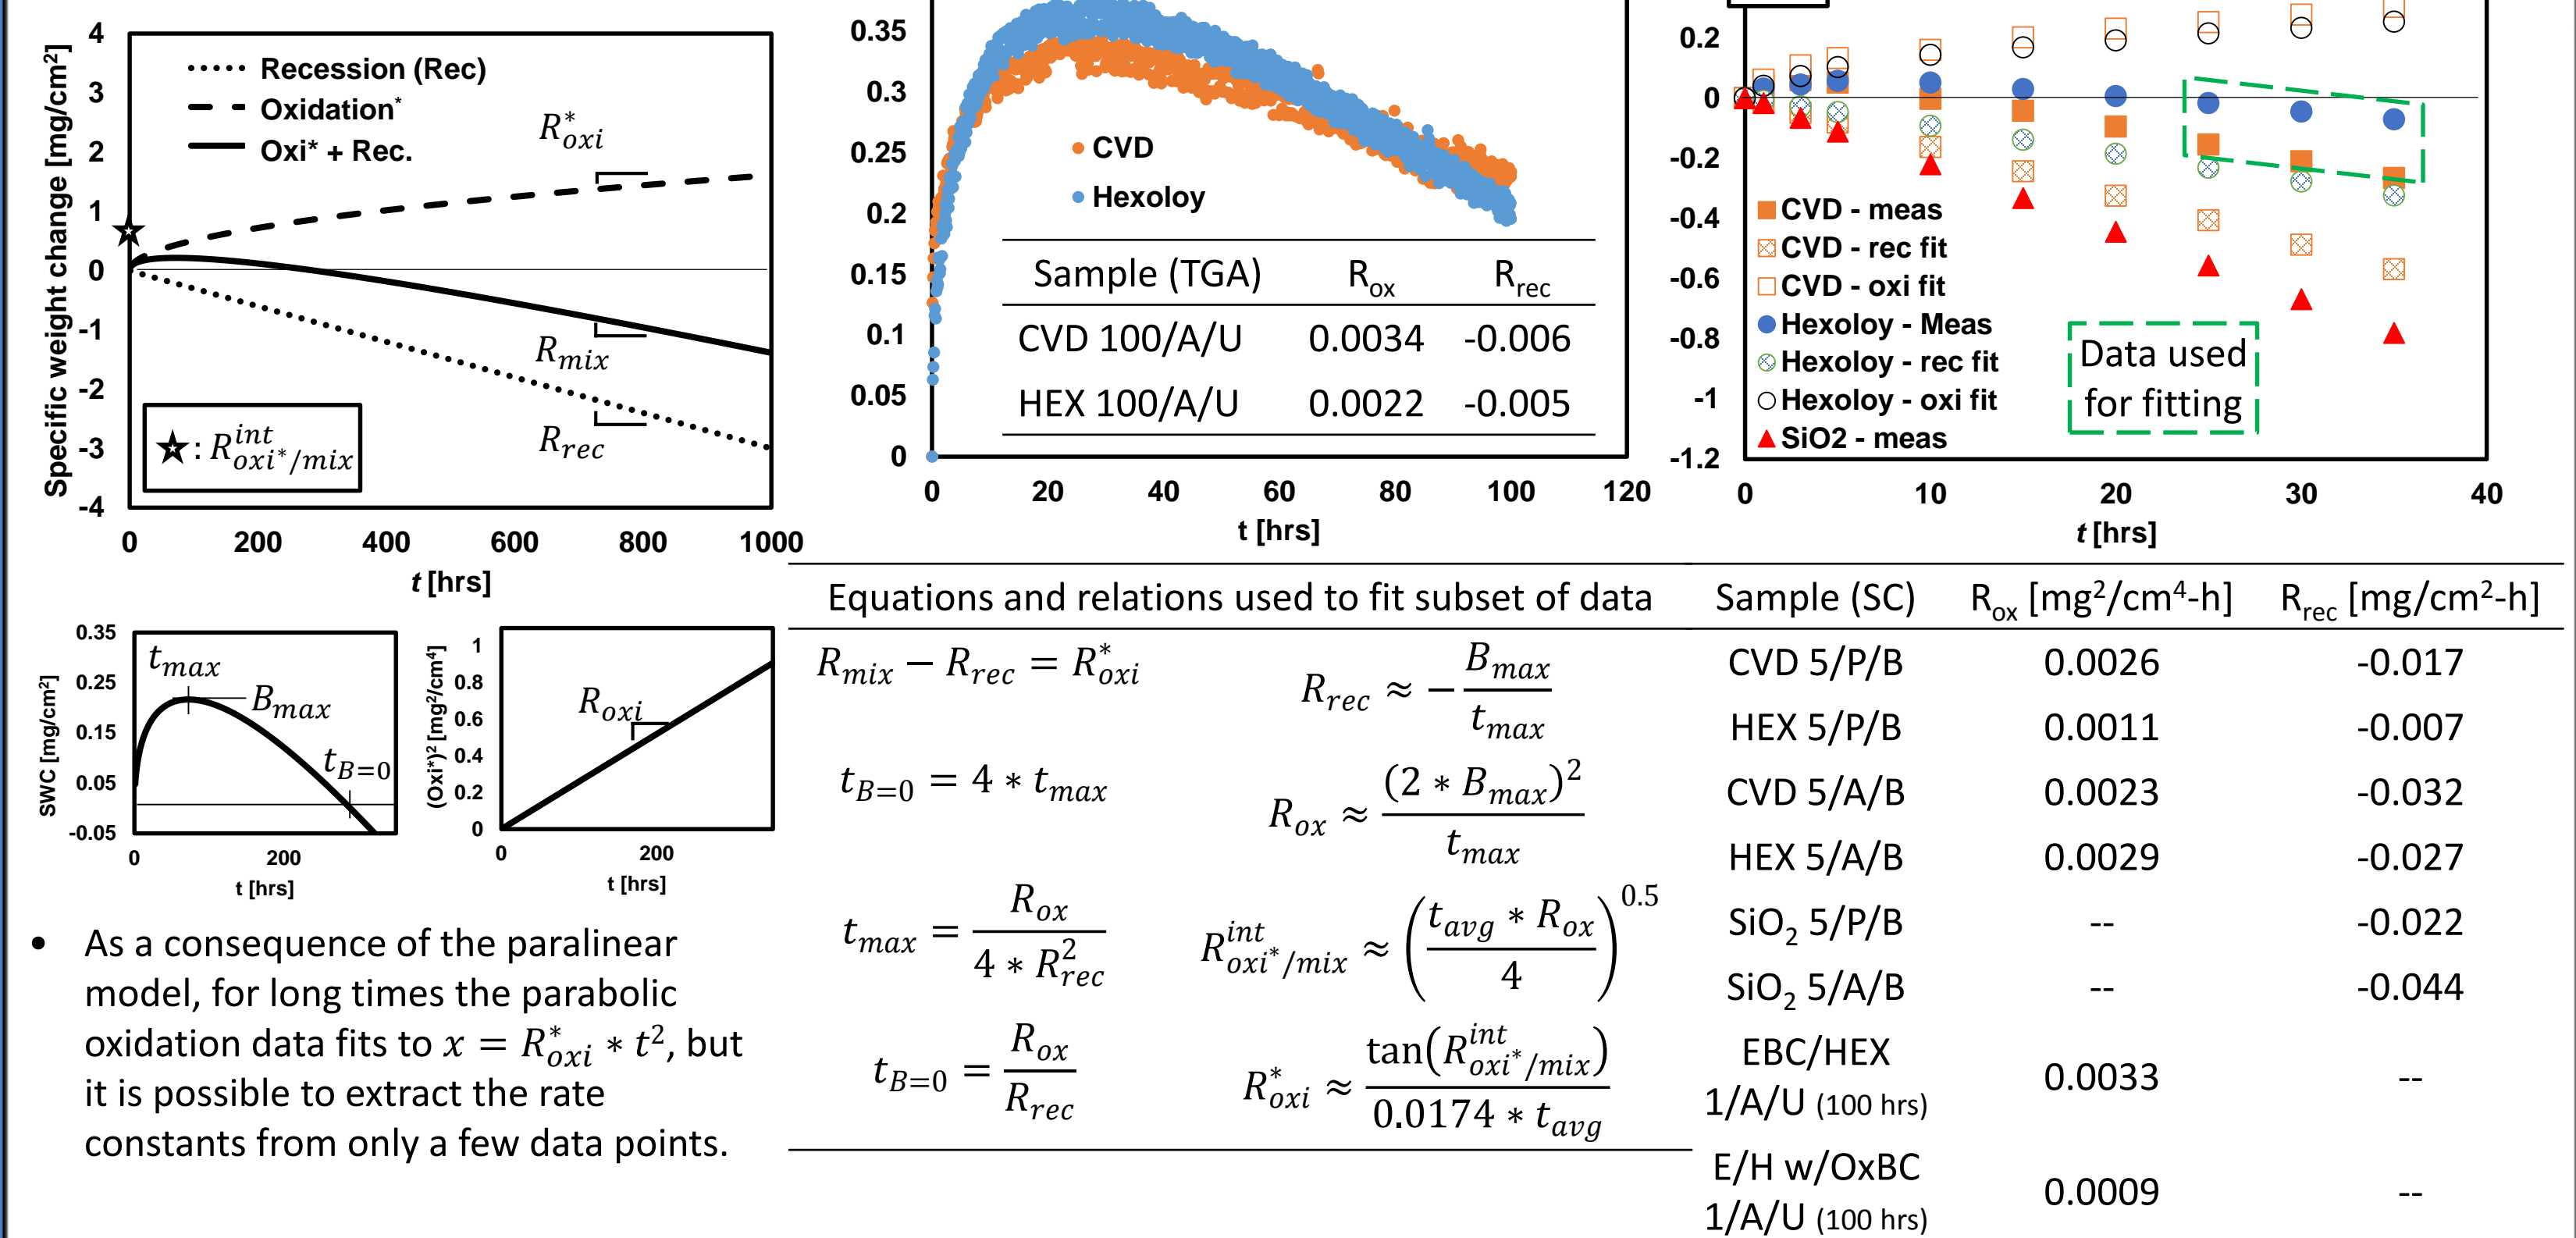 Specific weight change [mg/cm²]
4
3
2
1
0
-1
-2
-3
-4
Recession (Rec)
Oxidation*
Oxi* + Rec.
R*oxi
Rmix
Rrec
: R^int_oxi*/mix
0 200 400 600 800 1000
t [hrs]
0.35
0.3
0.25
0.2
0.15
0.1
0.05
0
CVD
Hexoloy
Sample (TGA) Rox Rrec
CVD 100/A/U 0.0034 -0.006
HEX 100/A/U 0.0022 -0.005
0 20 40 60 80 100 120
t [hrs]
0.2
0
-0.2
-0.4
-0.6
-0.8
-1
-1.2
CVD - meas
CVD - rec fit
CVD - oxi fit
Hexoloy - Meas
Hexoloy - rec fit
Hexoloy - oxi fit
SiO2 - meas
Data used
for fitting
0 10 20 30 40
t [hrs]
SWC [mg/cm²]
0.35
0.25
0.15
0.05
-0.05
tmax
Bmax
tB=0
0 200
t [hrs]
(Oxi*)² [mg²/cm⁴]
1
0.8
0.6
0.4
0.2
0
Roxi
0 200
t [hrs]
• As a consequence of the paralinear
model, for long times the parabolic
oxidation data fits to x = R*oxi * t², but
it is possible to extract the rate
constants from only a few data points.
Equations and relations used to fit subset of data
Rmix − Rrec = R*oxi
Rrec ≈ − Bmax / tmax
tB=0 = 4 * tmax
Rox ≈ (2 * Bmax)² / tmax
tmax = Rox / 4 * R²rec
R^int_oxi*/mix ≈ (tavg * Rox / 4)^0.5
tB=0 = Rox / Rrec
R*oxi ≈ tan(R^int_oxi*/mix) / 0.0174 * tavg
Sample (SC) Rox [mg²/cm⁴-h] Rrec [mg/cm²-h]
CVD 5/P/B 0.0026 -0.017
HEX 5/P/B 0.0011 -0.007
CVD 5/A/B 0.0023 -0.032
HEX 5/A/B 0.0029 -0.027
SiO₂ 5/P/B -- -0.022
SiO₂ 5/A/B -- -0.044
EBC/HEX
1/A/U (100 hrs) 0.0033 --
E/H w/OxBC
1/A/U (100 hrs) 0.0009 --